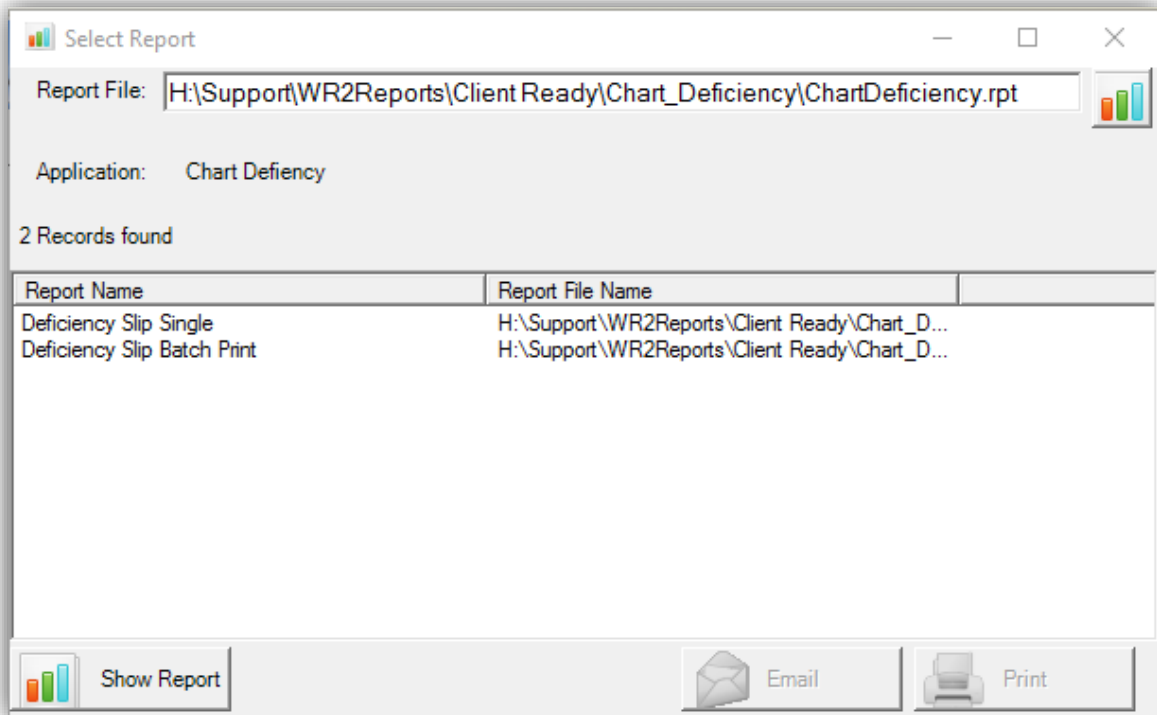 Select Report
Report File: H:\Support\WR2Reports\Client Ready\Chart_Deficiency\ChartDeficiency.rpt
Application: Chart Defiency
2 Records found
Report Name Report File Name
Deficiency Slip Single H:\Support\WR2Reports\Client Ready\Chart_D...
Deficiency Slip Batch Print H:\Support\WR2Reports\Client Ready\Chart_D...
Show Report Email Print